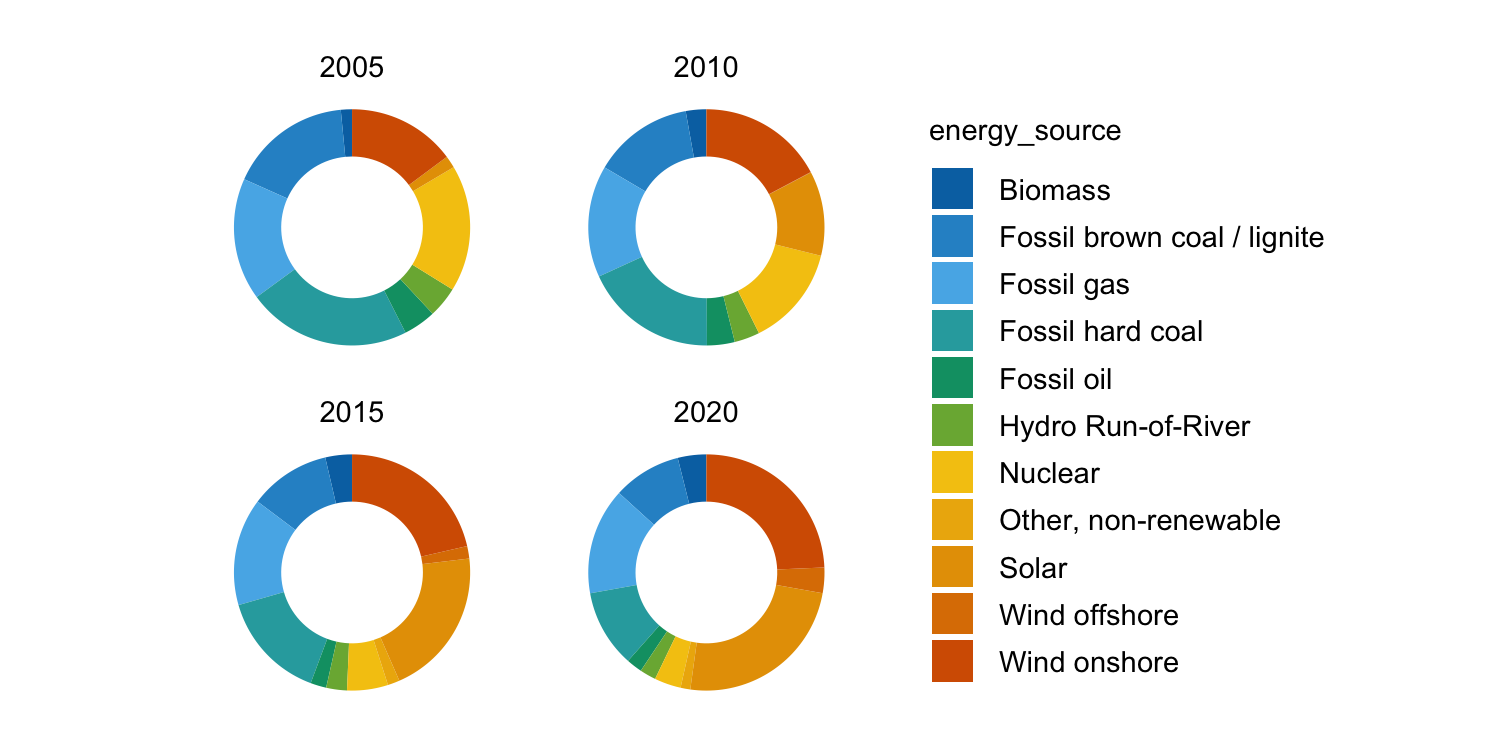 2005
2010
2015
2020
energy_source
Biomass
Fossil brown coal / lignite
Fossil gas
Fossil hard coal
Fossil oil
Hydro Run-of-River
Nuclear
Other, non-renewable
Solar
Wind offshore
Wind onshore